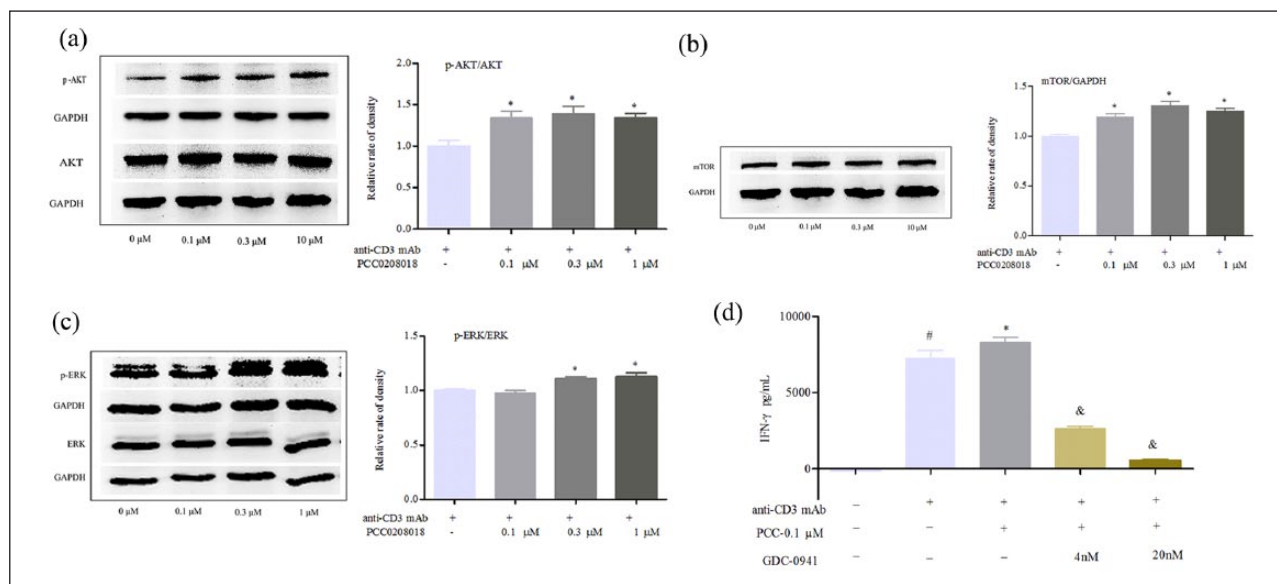 (a)
p-AKT
GAPDH
AKT
GAPDH
0 µM 0.1 µM 0.3 µM 10 µM
p-AKT/AKT
Relative rate of density
2.0
1.5
1.0
0.5
0.0
* * *
anti-CD3 mAb + + + +
PCC0208018 - 0.1 µM 0.3 µM 1 µM
(b)
mTOR
GAPDH
0 µM 0.1 µM 0.3 µM 10 µM
mTOR/GAPDH
Relative rate of density
1.5
1.0
0.5
0.0
* * *
anti-CD3 mAb + + + +
PCC0208018 - 0.1 µM 0.3 µM 1 µM
(c)
p-ERK
GAPDH
ERK
GAPDH
0 µM 0.1 µM 0.3 µM 1 µM
p-ERK/ERK
Relative rate of density
1.5
1.0
0.5
0.0
* *
anti-CD3 mAb + + + +
PCC0208018 - 0.1 µM 0.3 µM 1 µM
(d)
IFN-γ pg/mL
10000
5000
0
# * & &
anti-CD3 mAb – + + + +
PCC-0.1 µM – – + + +
GDC-0941 – – – 4nM 20nM